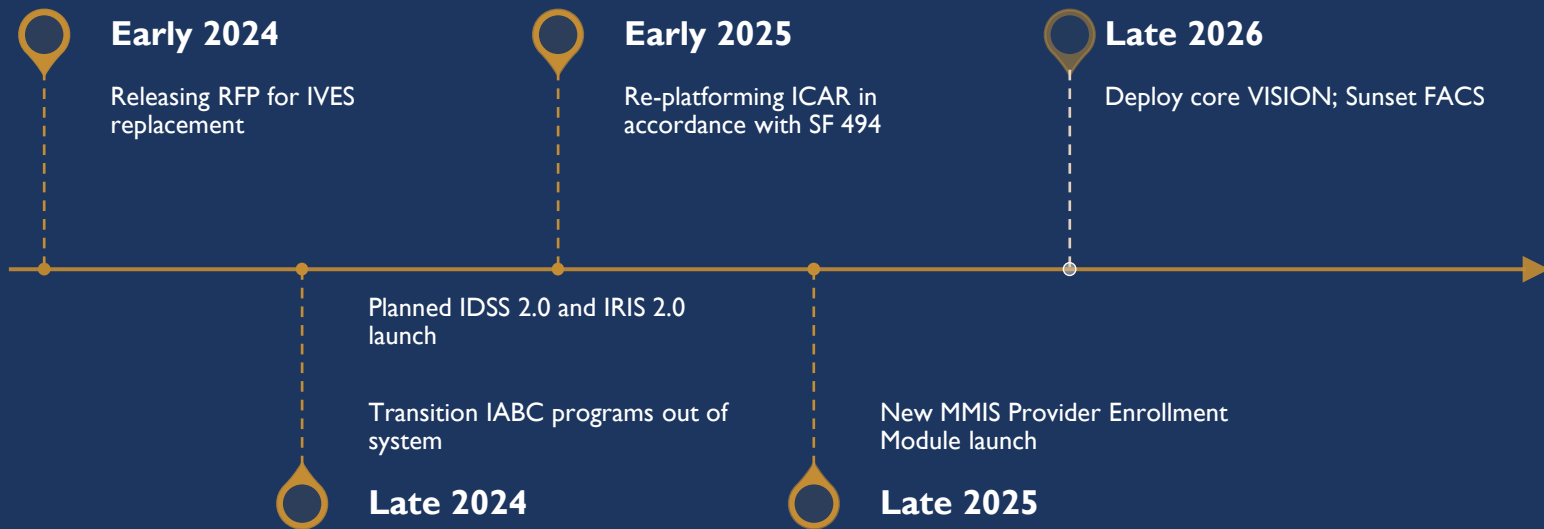 Early 2024
Releasing RFP for IVES
replacement
Early 2025
Re-platforming ICAR in
accordance with SF 494
Late 2026
Deploy core VISION; Sunset FACS
Planned IDSS 2.0 and IRIS 2.0
launch
Transition IABC programs out of
system
Late 2024
New MMIS Provider Enrollment
Module launch
Late 2025